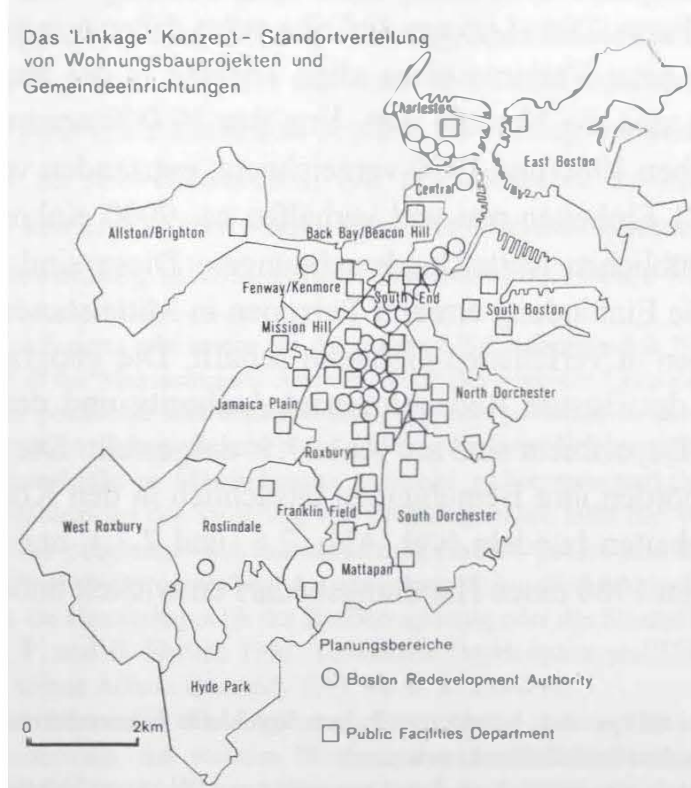 Das 'Linkage' Konzept – Standortverteilung
von Wohnungsbauprojekten und
Gemeindeeinrichtungen
Charleston
East Boston
Central
Allston/Brighton
Back Bay/Beacon Hill
Fenway/Kenmore
South End
South Boston
Mission Hill
North Dorchester
Jamaica Plain
Roxbury
Franklin Field
South Dorchester
West Roxbury
Roslindale
Mattapan
Hyde Park
Planungsbereiche
Boston Redevelopment Authority
0 2km
Public Facilities Department